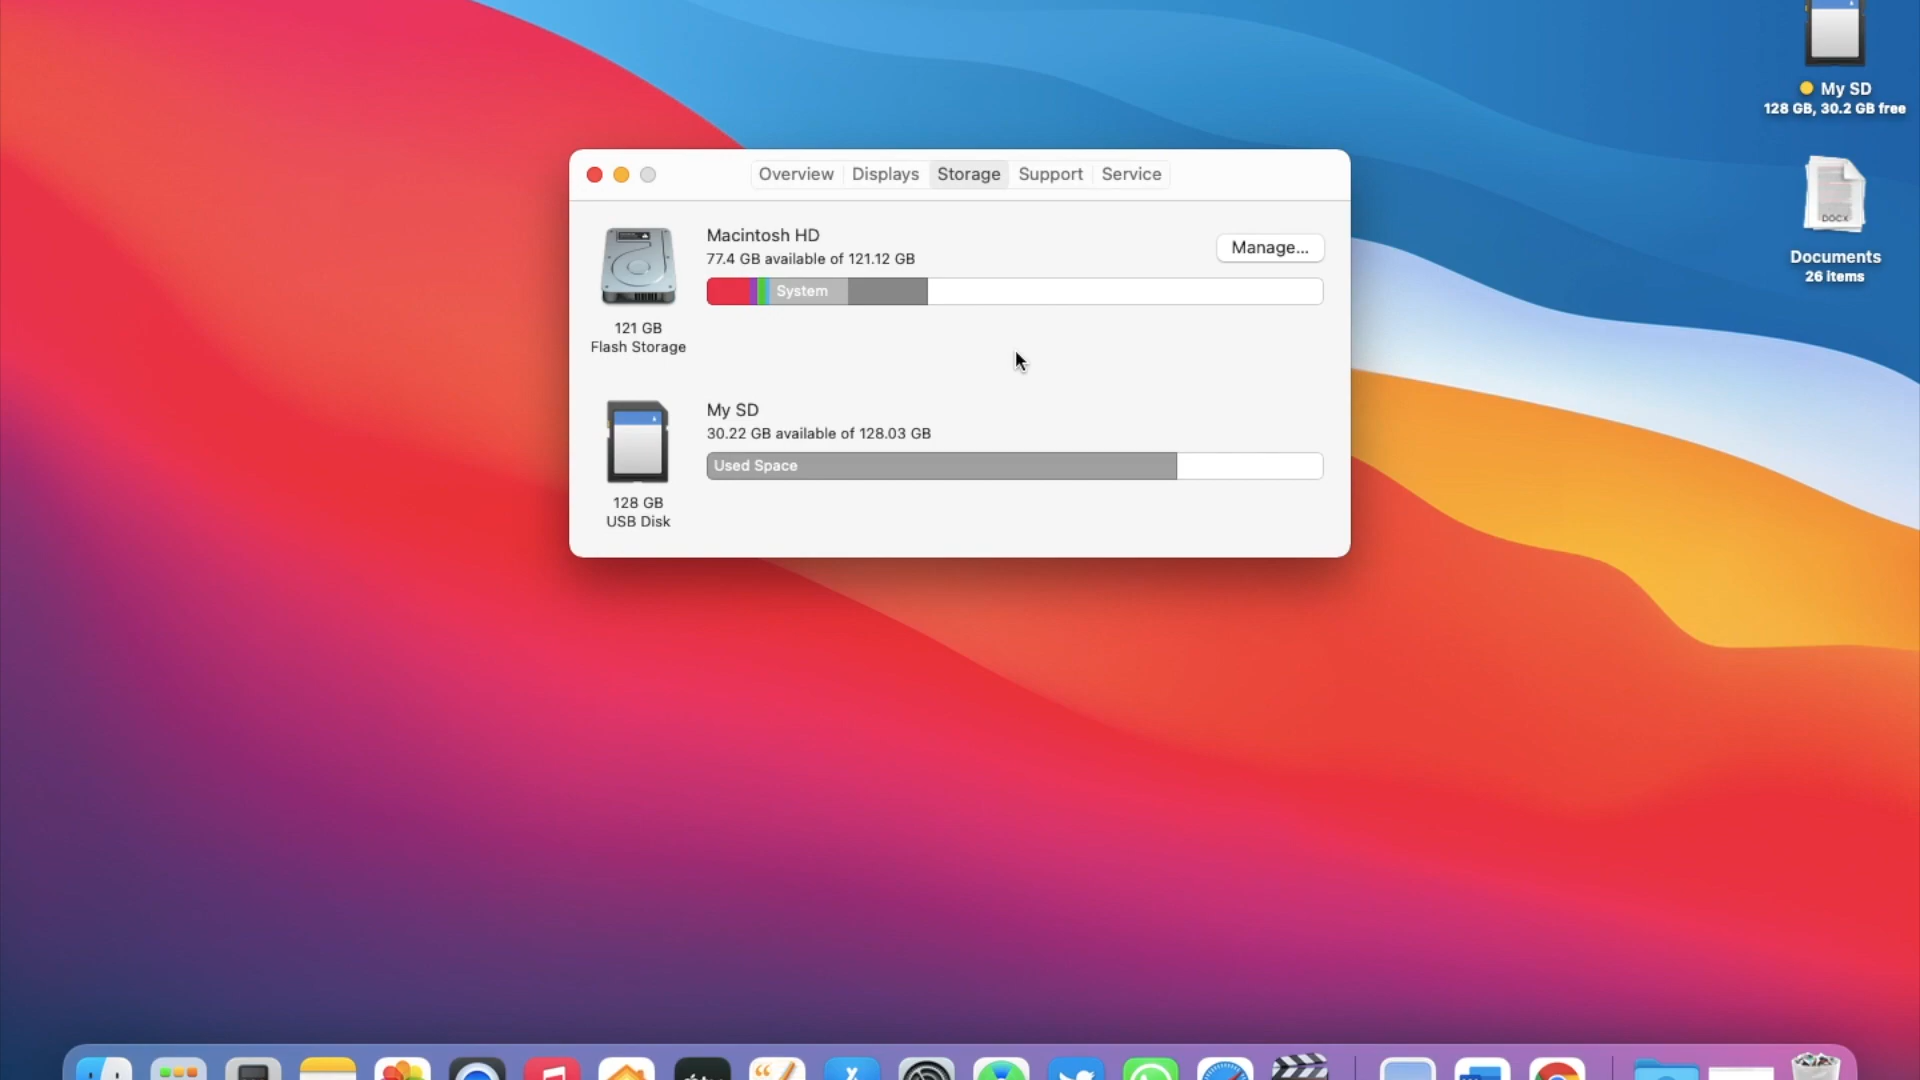 My SD
128 GB, 30.2 GB free
Overview
Displays
Storage
Support
Service
Macintosh HD
77.4 GB available of 121.12 GB
Manage...
System
121 GB
Flash Storage
DOCX
Documents
26 items
My SD
30.22 GB available of 128.03 GB
Used Space
128 GB
USB Disk